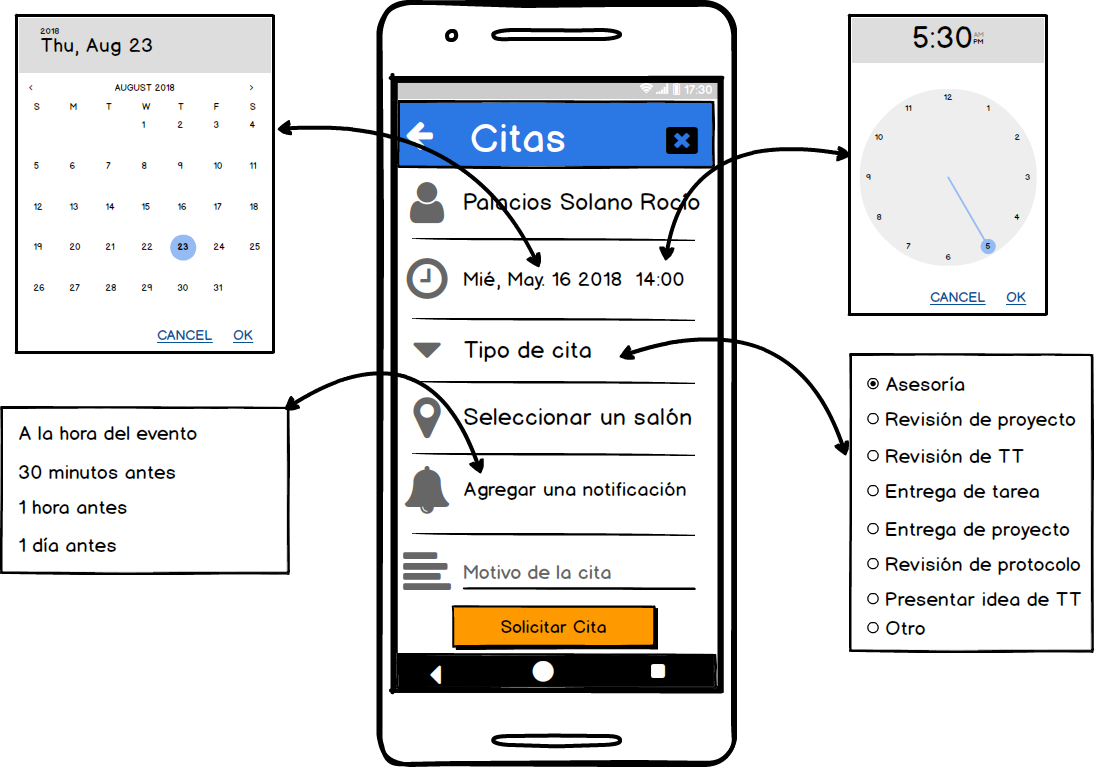 2018
Thu, Aug 23
‹ AUGUST 2018 ›
S M T W T F S
1 2 3 4
5 6 7 8 9 10 11
12 13 14 15 16 17 18
19 20 21 22 23 24 25
26 27 28 29 30 31
CANCEL OK
A la hora del evento
30 minutos antes
1 hora antes
1 día antes
17:30
Citas
Palacios Solano Rocío
Mié, May. 16 2018 14:00
Tipo de cita
Seleccionar un salón
Agregar una notificación
Motivo de la cita
Solicitar Cita
5:30 AM
PM
12
11 1
10 2
9 3
8 4
7 5
6
CANCEL OK
Asesoría
Revisión de proyecto
Revisión de TT
Entrega de tarea
Entrega de proyecto
Revisión de protocolo
Presentar idea de TT
Otro